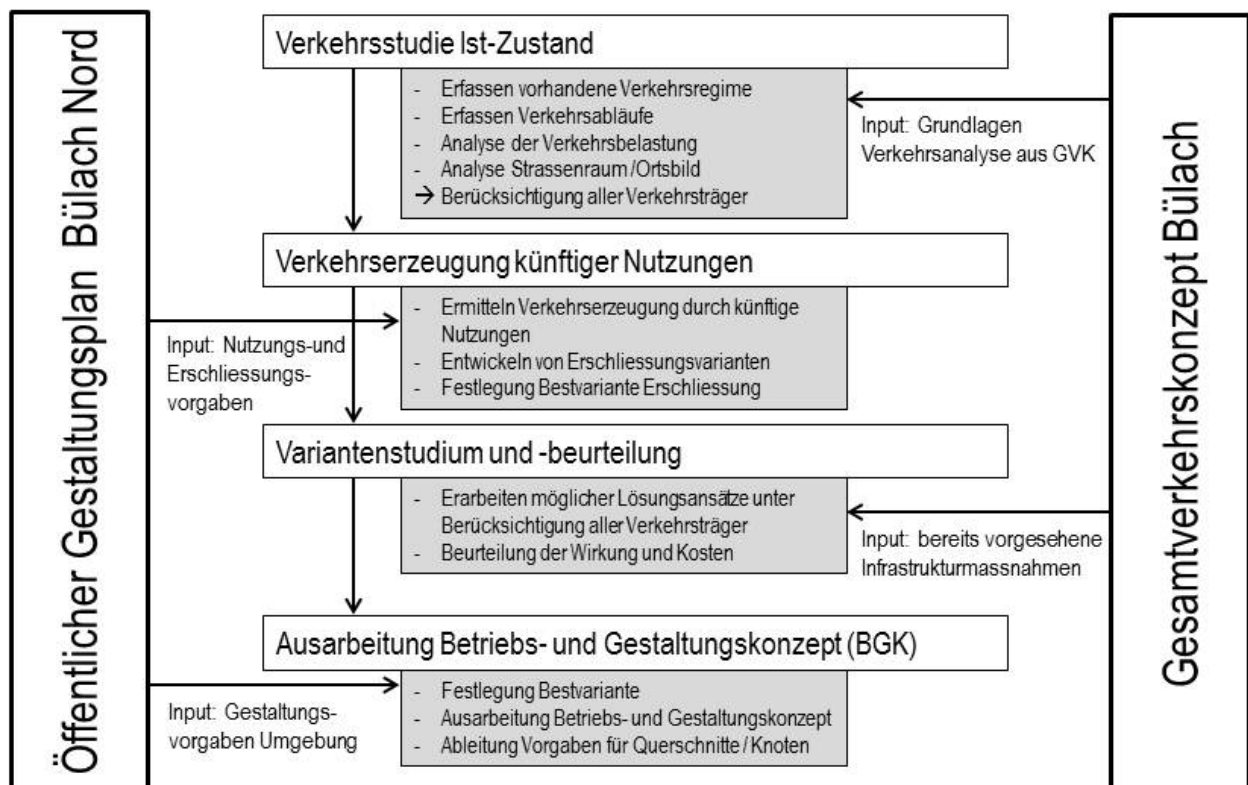 Öffentlicher Gestaltungsplan Bülach Nord
Verkehrsstudie Ist-Zustand
- Erfassen vorhandene Verkehrsregime
- Erfassen Verkehrsabläufe
- Analyse der Verkehrsbelastung
- Analyse Strassenraum/Ortsbild
→ Berücksichtigung aller Verkehrsträger
Input: Grundlagen
Verkehrsanalyse aus GVK
Verkehrserzeugung künftiger Nutzungen
- Ermitteln Verkehrserzeugung durch künftige
Nutzungen
- Entwickeln von Erschliessungsvarianten
- Festlegung Bestvariante Erschliessung
Input: Nutzungs-und
Erschliessungs-
vorgaben
Variantenstudium und -beurteilung
- Erarbeiten möglicher Lösungsansätze unter
Berücksichtigung aller Verkehrsträger
- Beurteilung der Wirkung und Kosten
Input: bereits vorgesehene
Infrastrukturmassnahmen
Ausarbeitung Betriebs- und Gestaltungskonzept (BGK)
- Festlegung Bestvariante
- Ausarbeitung Betriebs- und Gestaltungskonzept
- Ableitung Vorgaben für Querschnitte / Knoten
Input: Gestaltungs-
vorgaben Umgebung
Gesamtverkehrskonzept Bülach